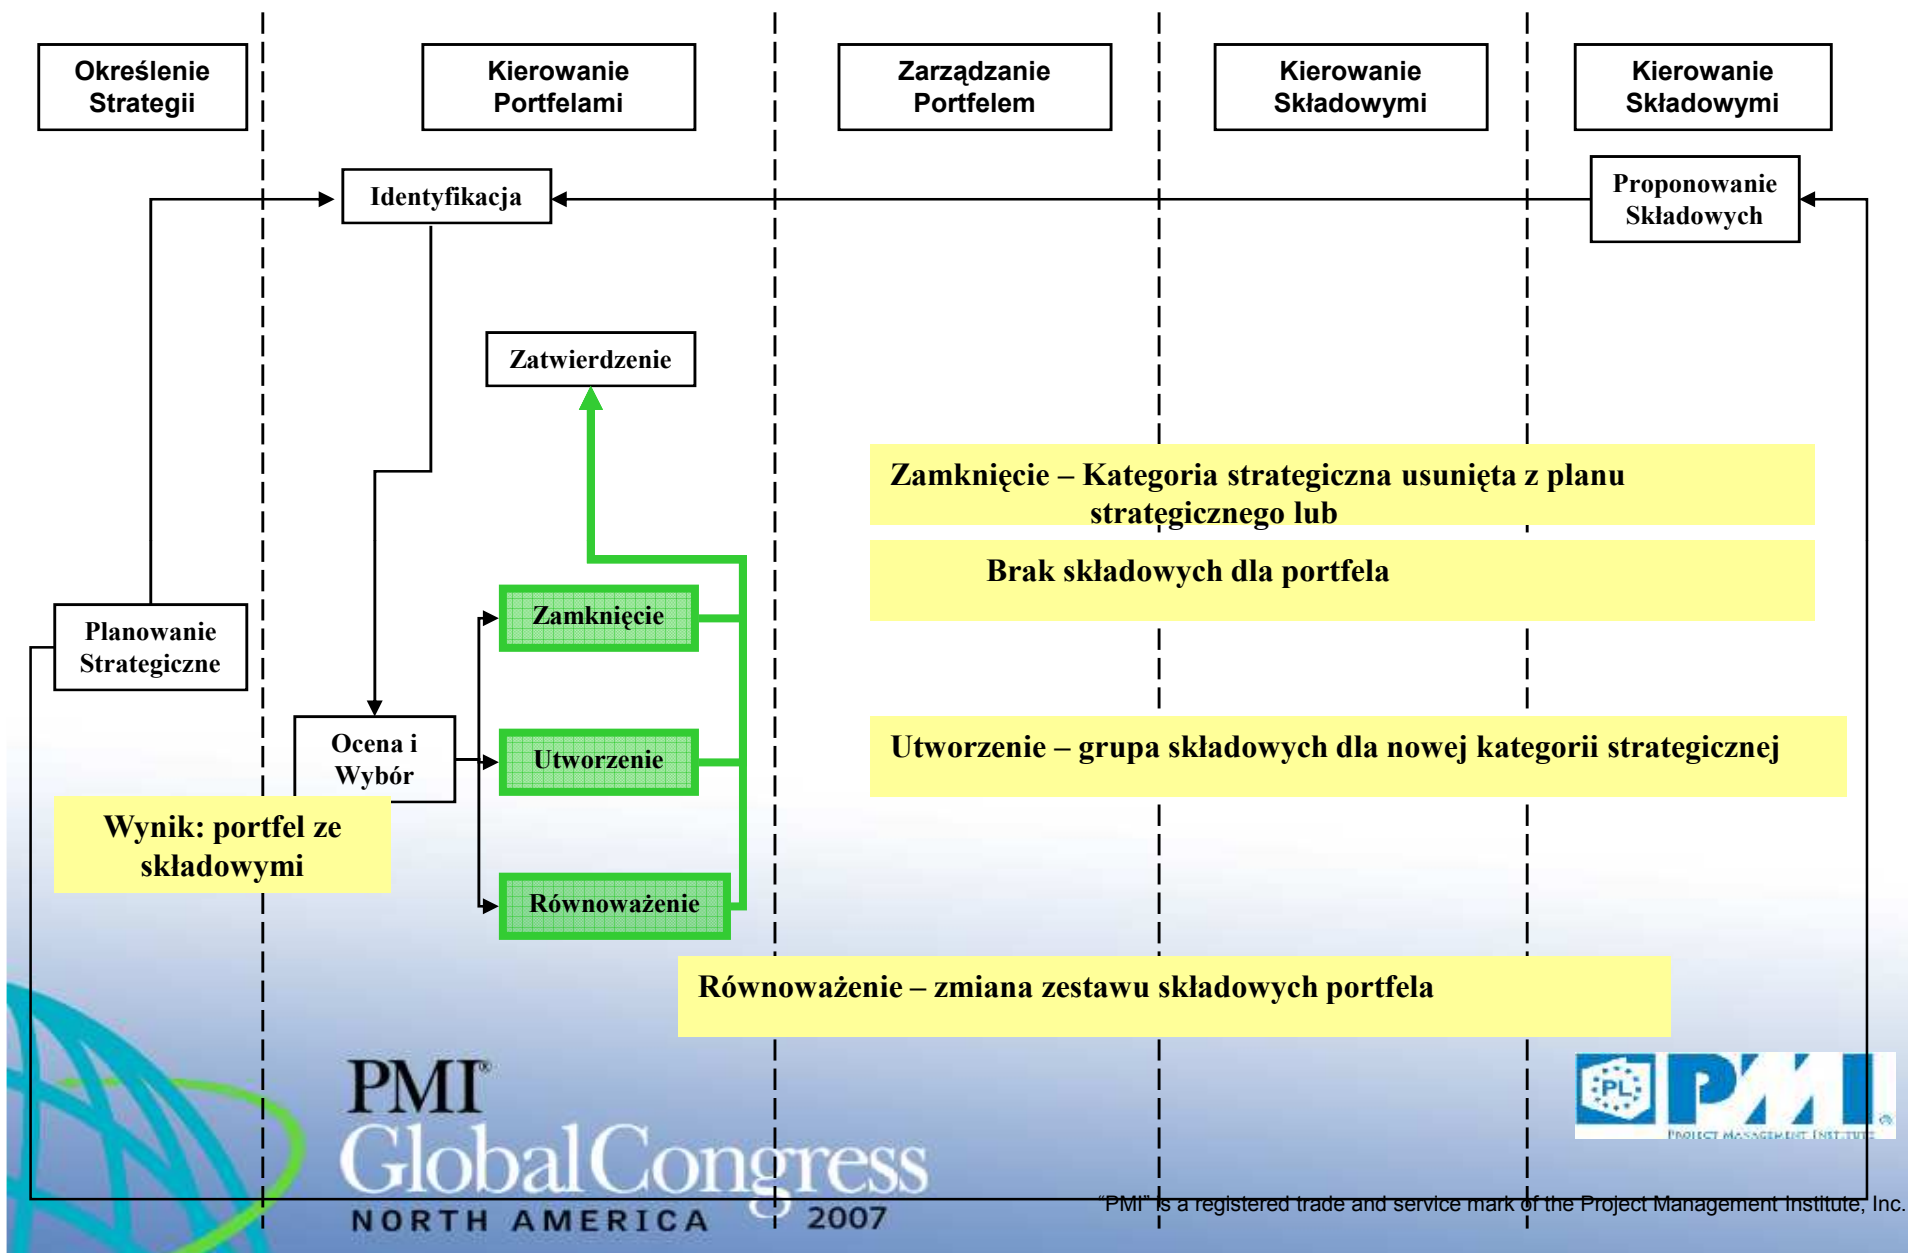 Określenie
Strategii
Kierowanie
Portfelami
Zarządzanie
Portfelem
Kierowanie
Składowymi
Kierowanie
Składowymi
Identyfikacja
Proponowanie
Składowych
Zatwierdzenie
Zamknięcie – Kategoria strategiczna usunięta z planu
strategicznego lub
Brak składowych dla portfela
Zamknięcie
Planowanie
Strategiczne
Ocena i
Wybór
Utworzenie
Utworzenie – grupa składowych dla nowej kategorii strategicznej
Wynik: portfel ze
składowymi
Równoważenie
Równoważenie – zmiana zestawu składowych portfela
PMI®
GlobalCongress
NORTH AMERICA 2007
PL
PMI®
PROJECT MANAGEMENT INSTITUTE
“PMI” is a registered trade and service mark of the Project Management Institute, Inc.